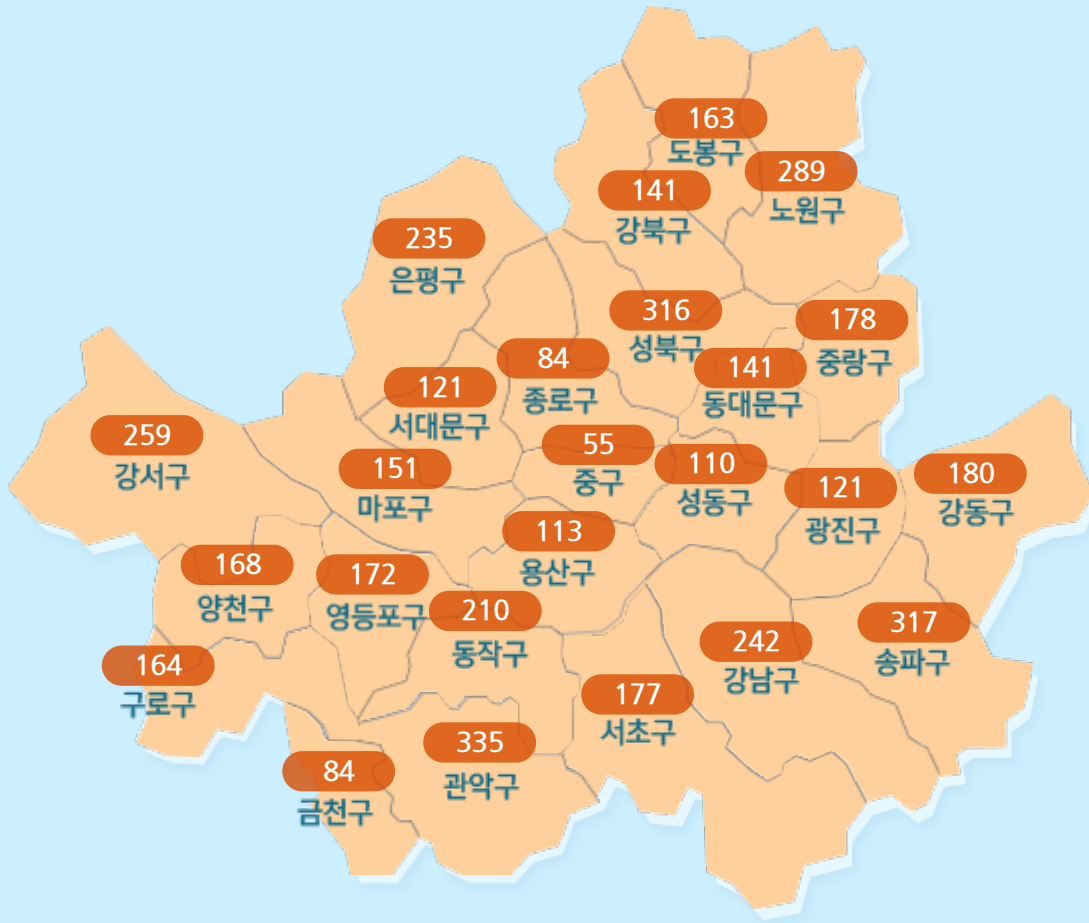 163
도봉구
289
노원구
141
강북구
235
은평구
316
성북구
178
중랑구
84
종로구
141
동대문구
121
서대문구
259
강서구
151
마포구
55
중구
110
성동구
121
광진구
180
강동구
113
용산구
168
양천구
172
영등포구
210
동작구
317
송파구
242
강남구
164
구로구
177
서초구
335
관악구
84
금천구